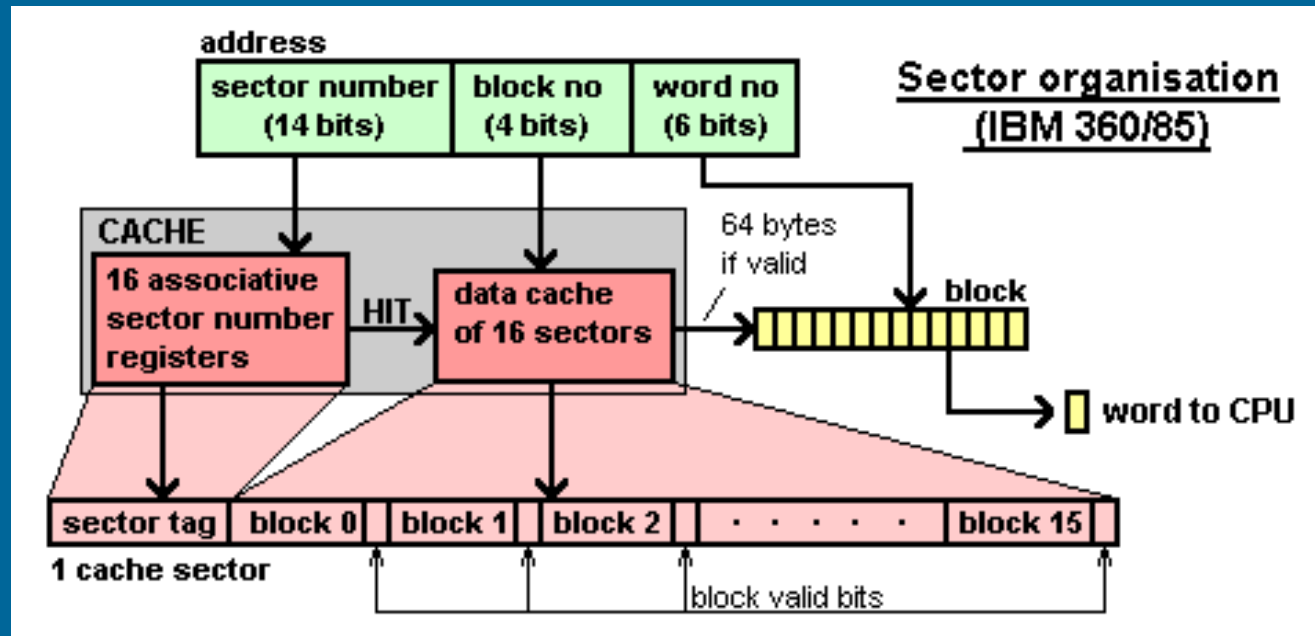 address
sector number
(14 bits)
block no
(4 bits)
word no
(6 bits)
Sector organisation
(IBM 360/85)
CACHE
16 associative
sector number
registers
HIT
data cache
of 16 sectors
64 bytes
if valid
block
word to CPU
sector tag
block 0
block 1
block 2
. . . . .
block 15
1 cache sector
block valid bits